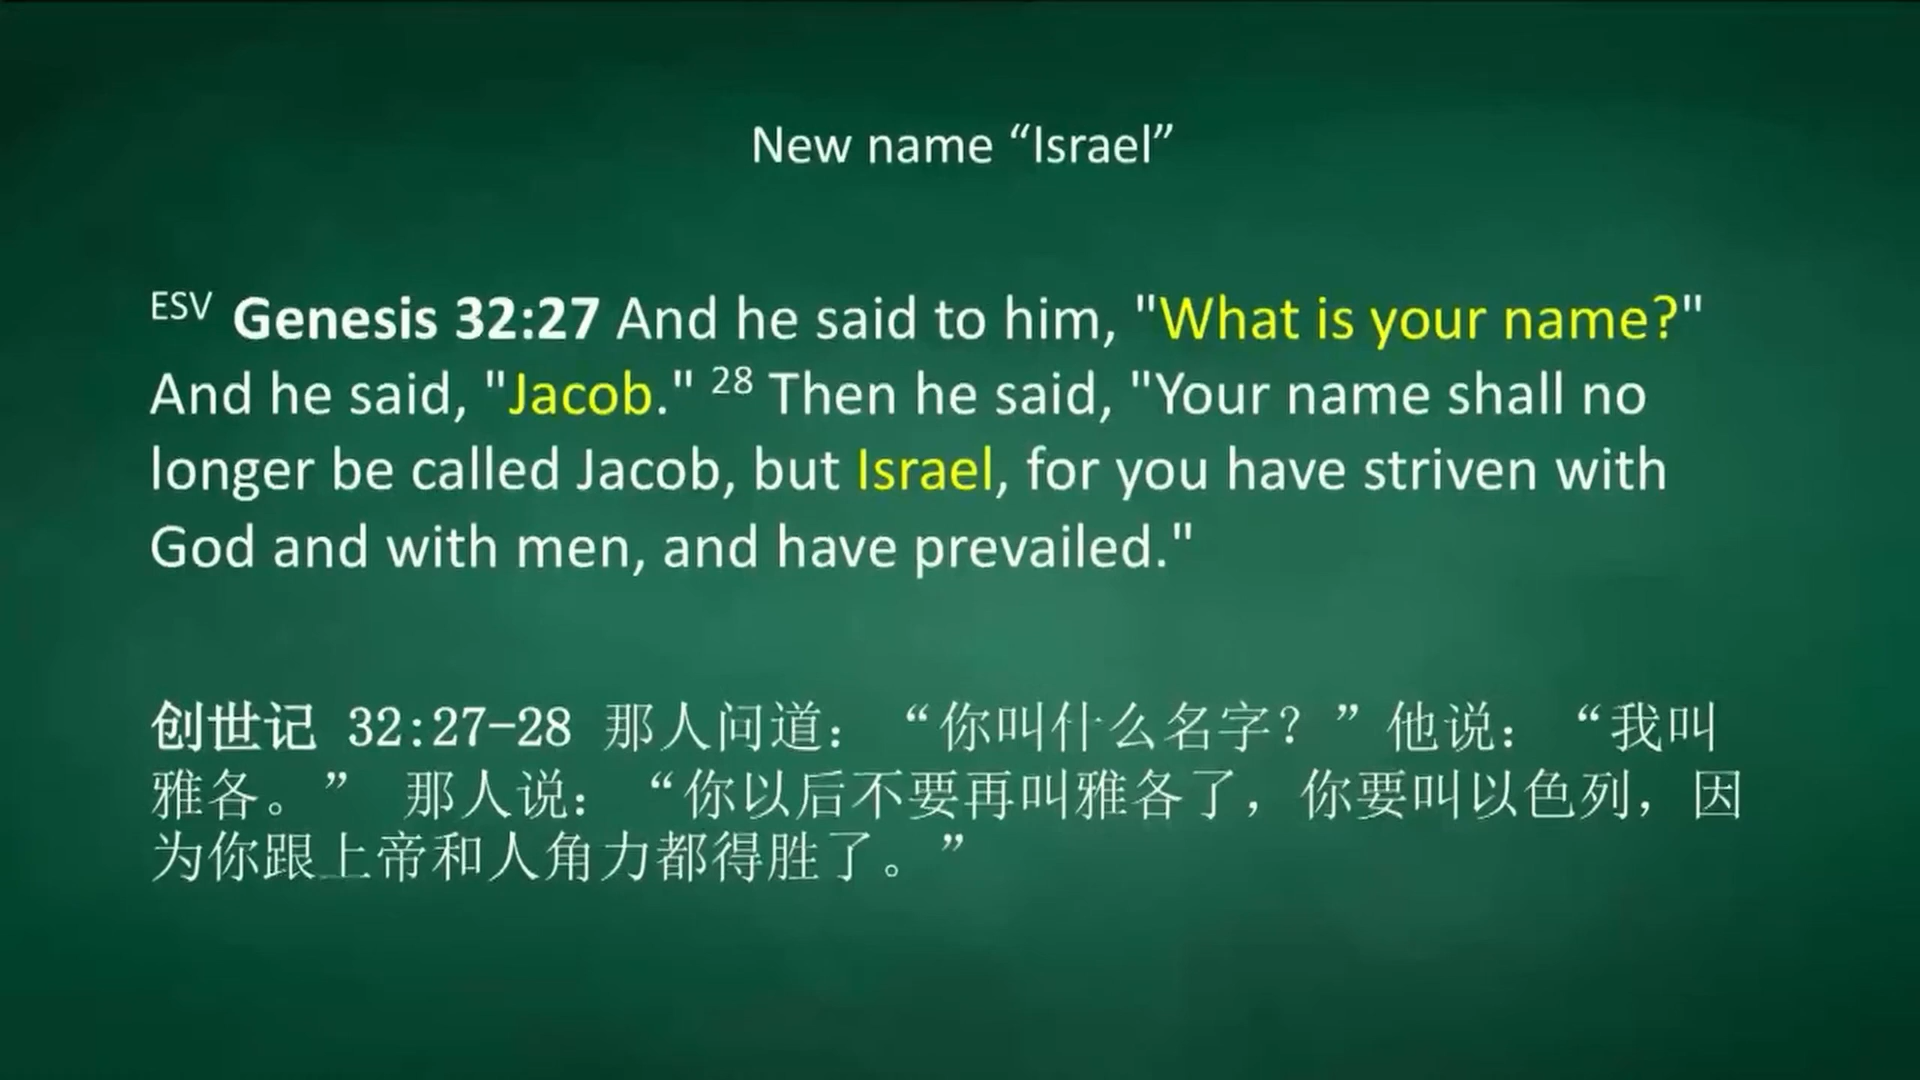 New name “Israel”
ESV Genesis 32:27 And he said to him, "What is your name?"
And he said, "Jacob." 28 Then he said, "Your name shall no
longer be called Jacob, but Israel, for you have striven with
God and with men, and have prevailed."
创世记 32:27-28 那人问道：“你叫什么名字？”他说：“我叫
雅各。” 那人说：“你以后不要再叫雅各了，你要叫以色列，因
为你跟上帝和人角力都得胜了。”